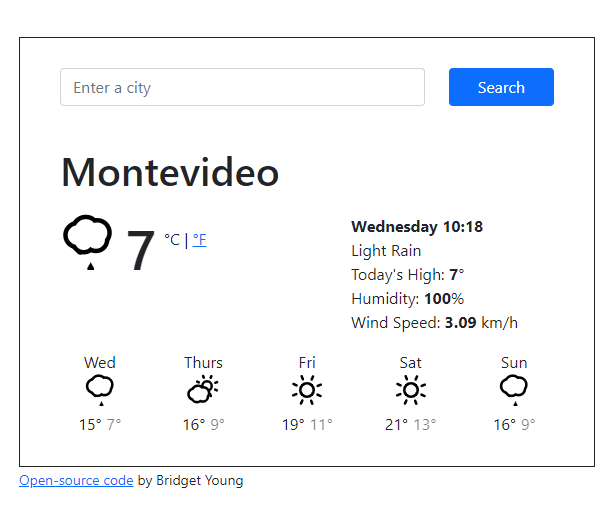 Enter a city Search
Montevideo
7 °C | °F
Wednesday 10:18
Light Rain
Today's High: 7°
Humidity: 100%
Wind Speed: 3.09 km/h
Wed Thurs Fri Sat Sun
15° 7° 16° 9° 19° 11° 21° 13° 16° 9°
Open-source code by Bridget Young